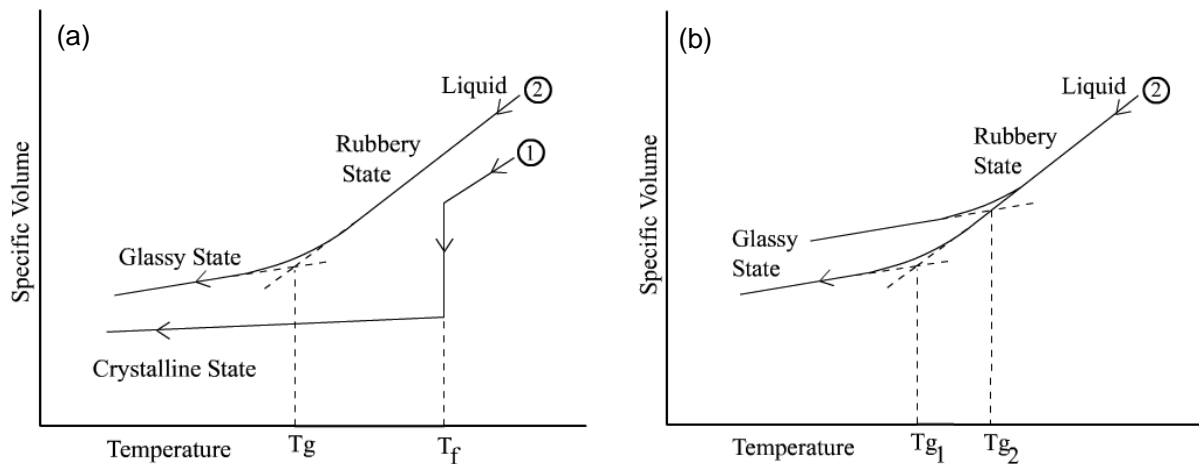 (a)
Liquid
②
Rubbery
State
①
Glassy State
Crystalline State
Specific Volume
Temperature
Tg
Tf
(b)
Liquid
②
Rubbery
State
Glassy
State
Specific Volume
Temperature
Tg1
Tg2